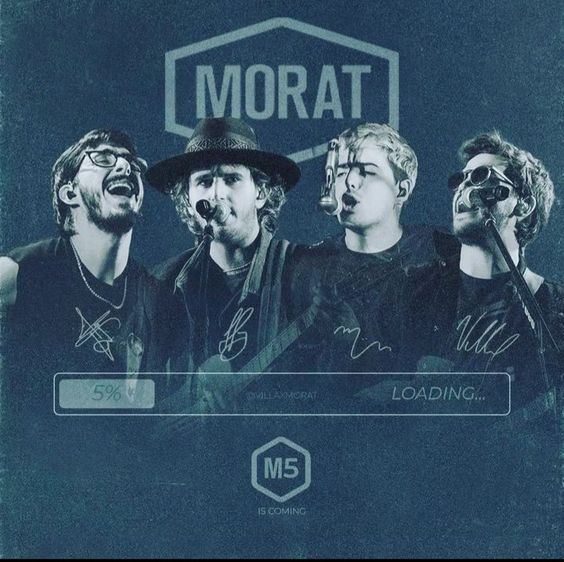 MORAT
5%
@VILLAXMORAT
LOADING...
M5
IS COMING